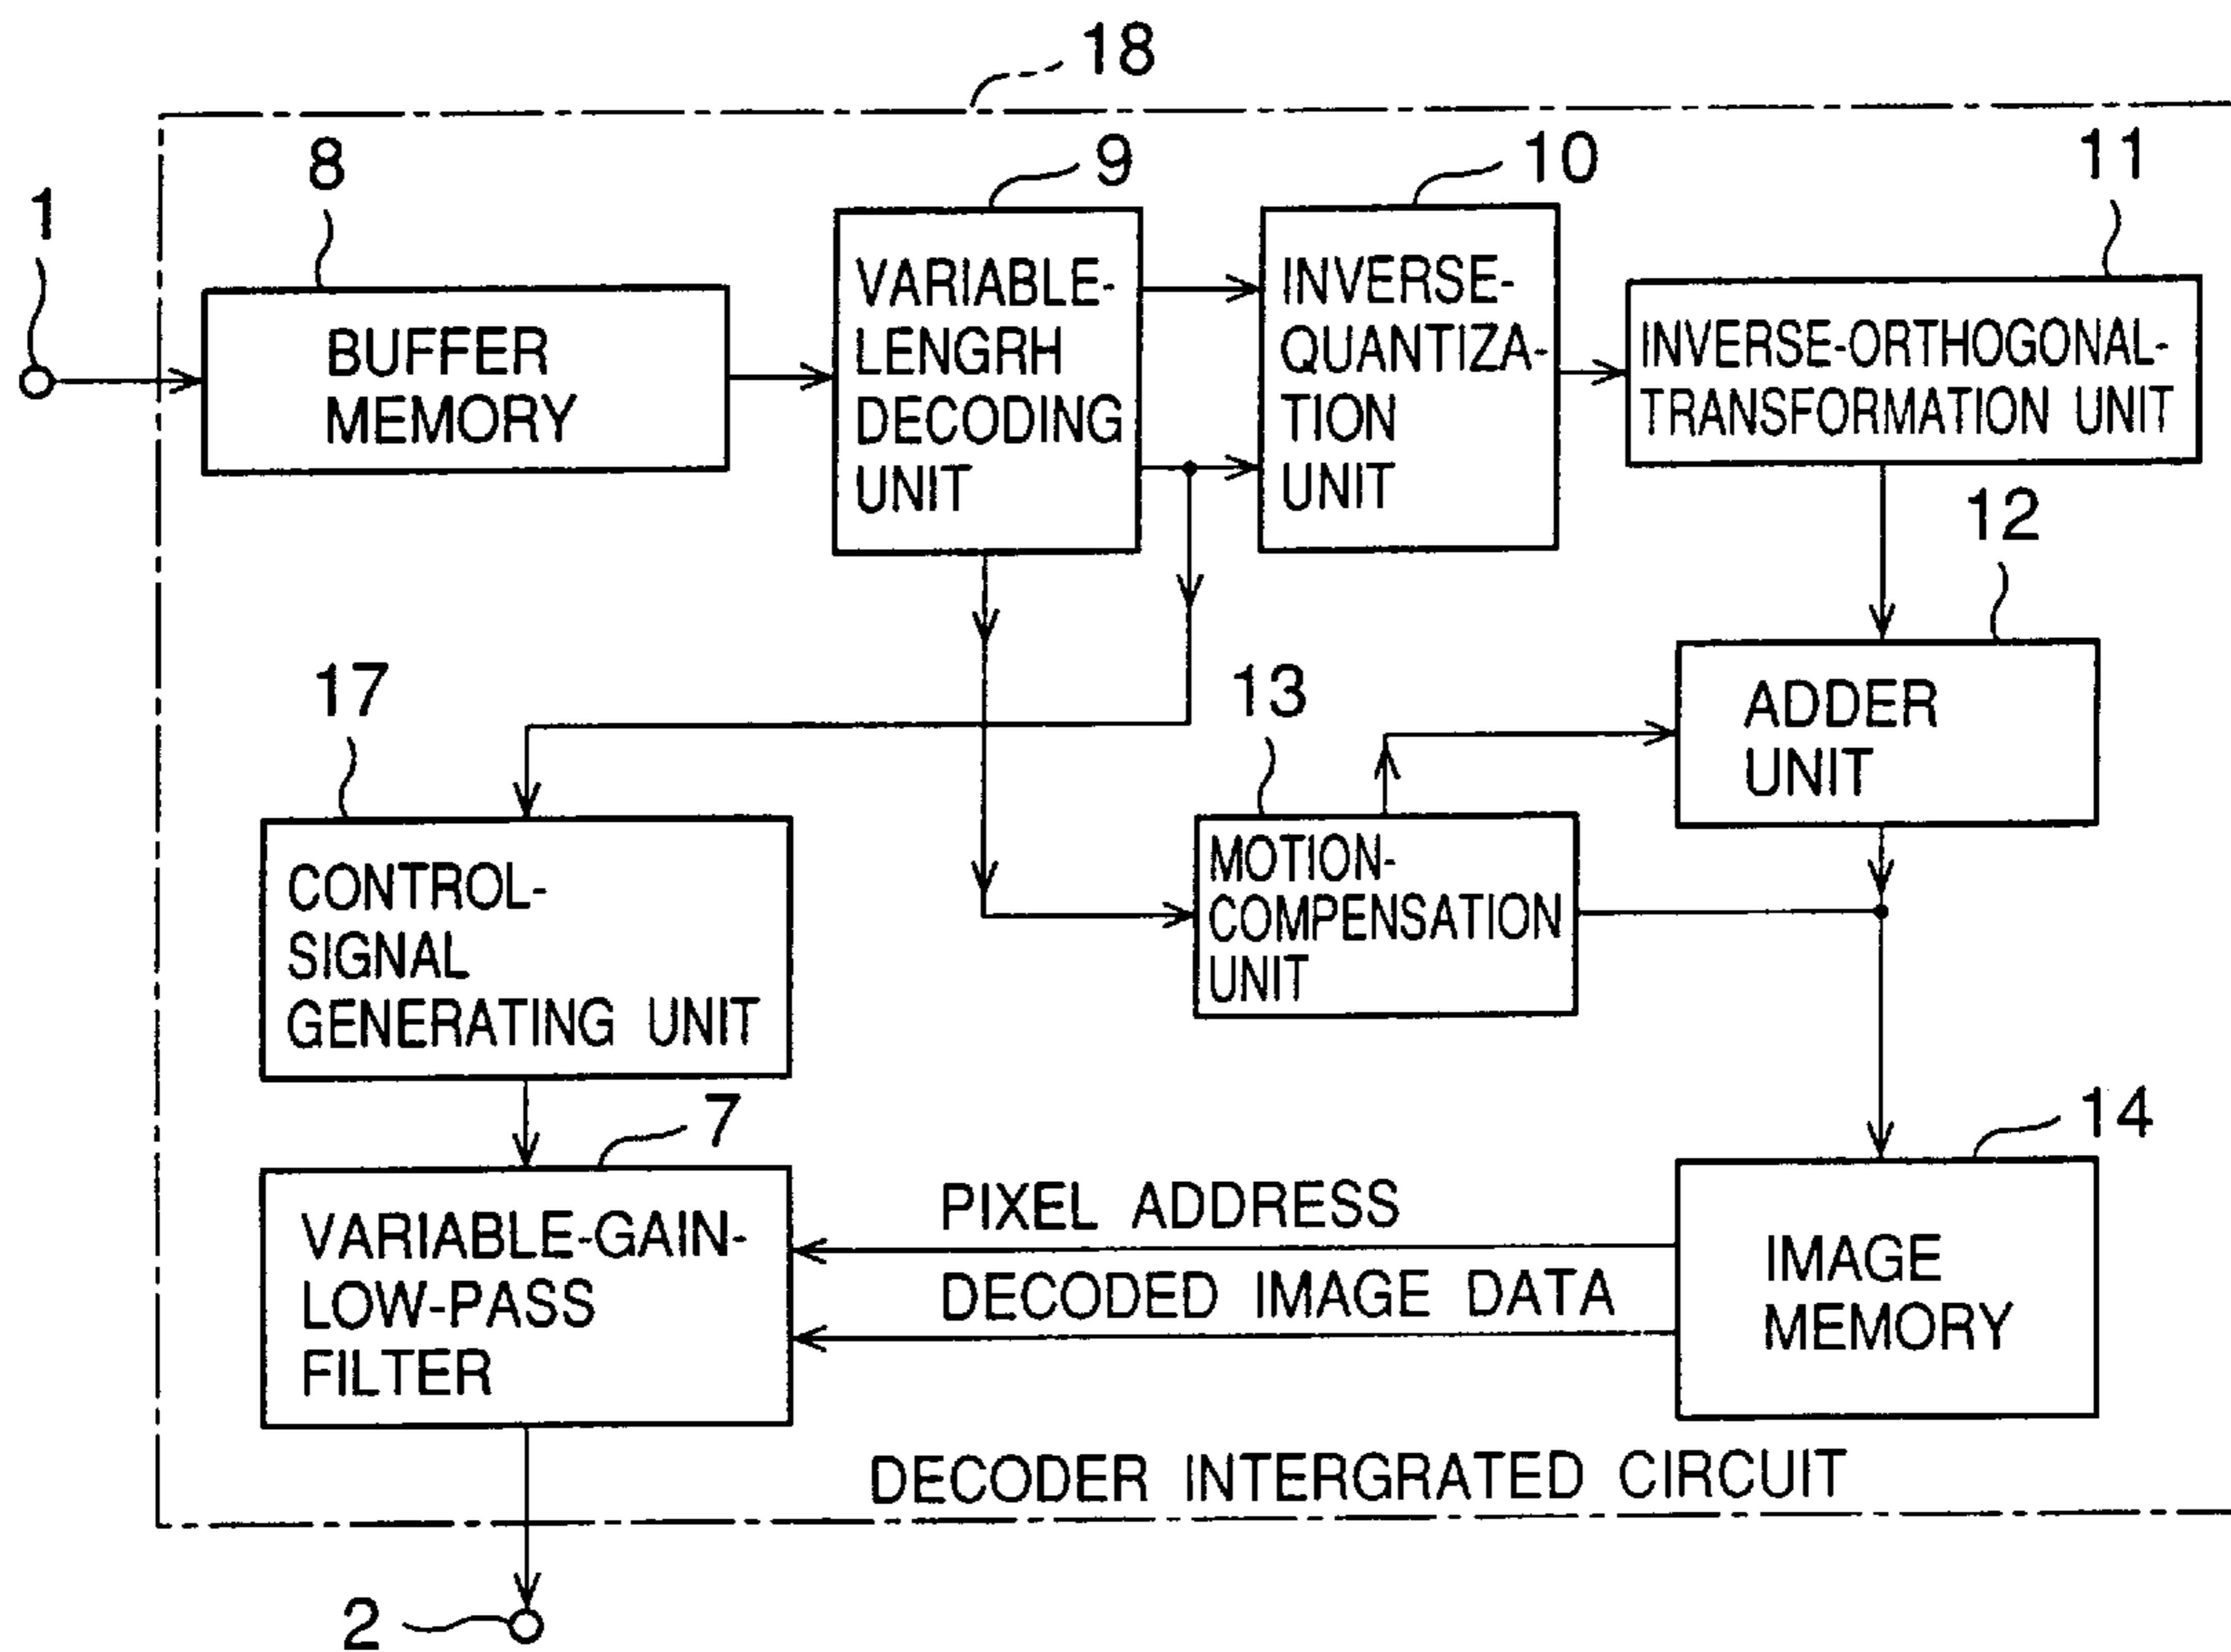 18
1
8
BUFFER
MEMORY
9
VARIABLE-
LENGRH
DECODING
UNIT
10
INVERSE-
QUANTIZA-
TION
UNIT
11
INVERSE-ORTHOGONAL-
TRANSFORMATION UNIT
12
ADDER
UNIT
13
MOTION-
COMPENSATION
UNIT
17
CONTROL-
SIGNAL
GENERATING UNIT
7
VARIABLE-GAIN-
LOW-PASS
FILTER
PIXEL ADDRESS
DECODED IMAGE DATA
14
IMAGE
MEMORY
DECODER INTERGRATED CIRCUIT
2